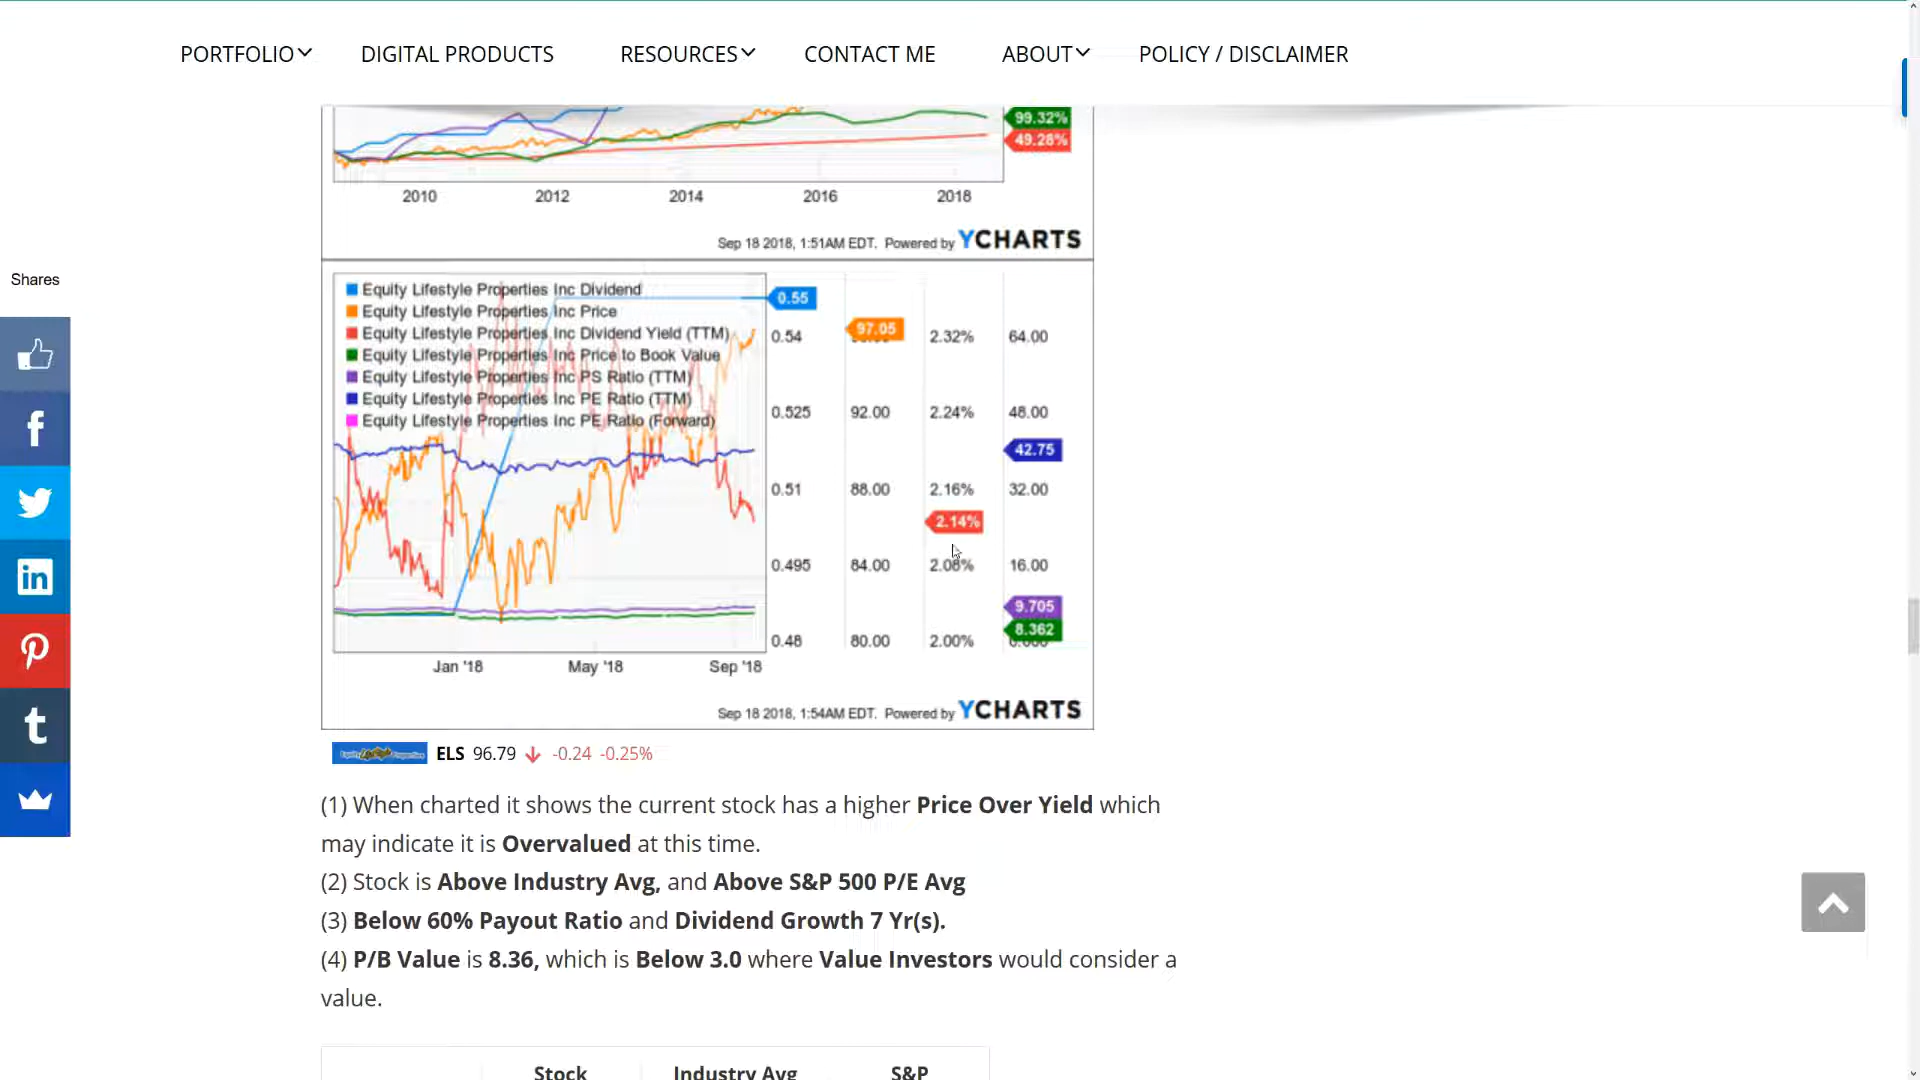 PORTFOLIO DIGITAL PRODUCTS RESOURCES CONTACT ME ABOUT POLICY / DISCLAIMER
99.32%
49.28%
2010 2012 2014 2016 2018
Sep 18 2018, 1:51AM EDT. Powered by YCHARTS
Shares
Equity Lifestyle Properties Inc Dividend
Equity Lifestyle Properties Inc Price
Equity Lifestyle Properties Inc Dividend Yield (TTM)
Equity Lifestyle Properties Inc Price to Book Value
Equity Lifestyle Properties Inc PS Ratio (TTM)
Equity Lifestyle Properties Inc PE Ratio (TTM)
Equity Lifestyle Properties Inc PE Ratio (Forward)
0.55
97.05
0.54 2.32% 64.00
0.525 92.00 2.24% 48.00
42.75
0.51 88.00 2.16% 32.00
2.14%
0.495 84.00 2.08% 16.00
9.705
8.362
0.48 80.00 2.00%
Jan '18 May '18 Sep '18
Sep 18 2018, 1:54AM EDT. Powered by YCHARTS
ELS 96.79 -0.24 -0.25%
(1) When charted it shows the current stock has a higher Price Over Yield which
may indicate it is Overvalued at this time.
(2) Stock is Above Industry Avg, and Above S&P 500 P/E Avg
(3) Below 60% Payout Ratio and Dividend Growth 7 Yr(s).
(4) P/B Value is 8.36, which is Below 3.0 where Value Investors would consider a
value.
Stock Industry Avg S&P